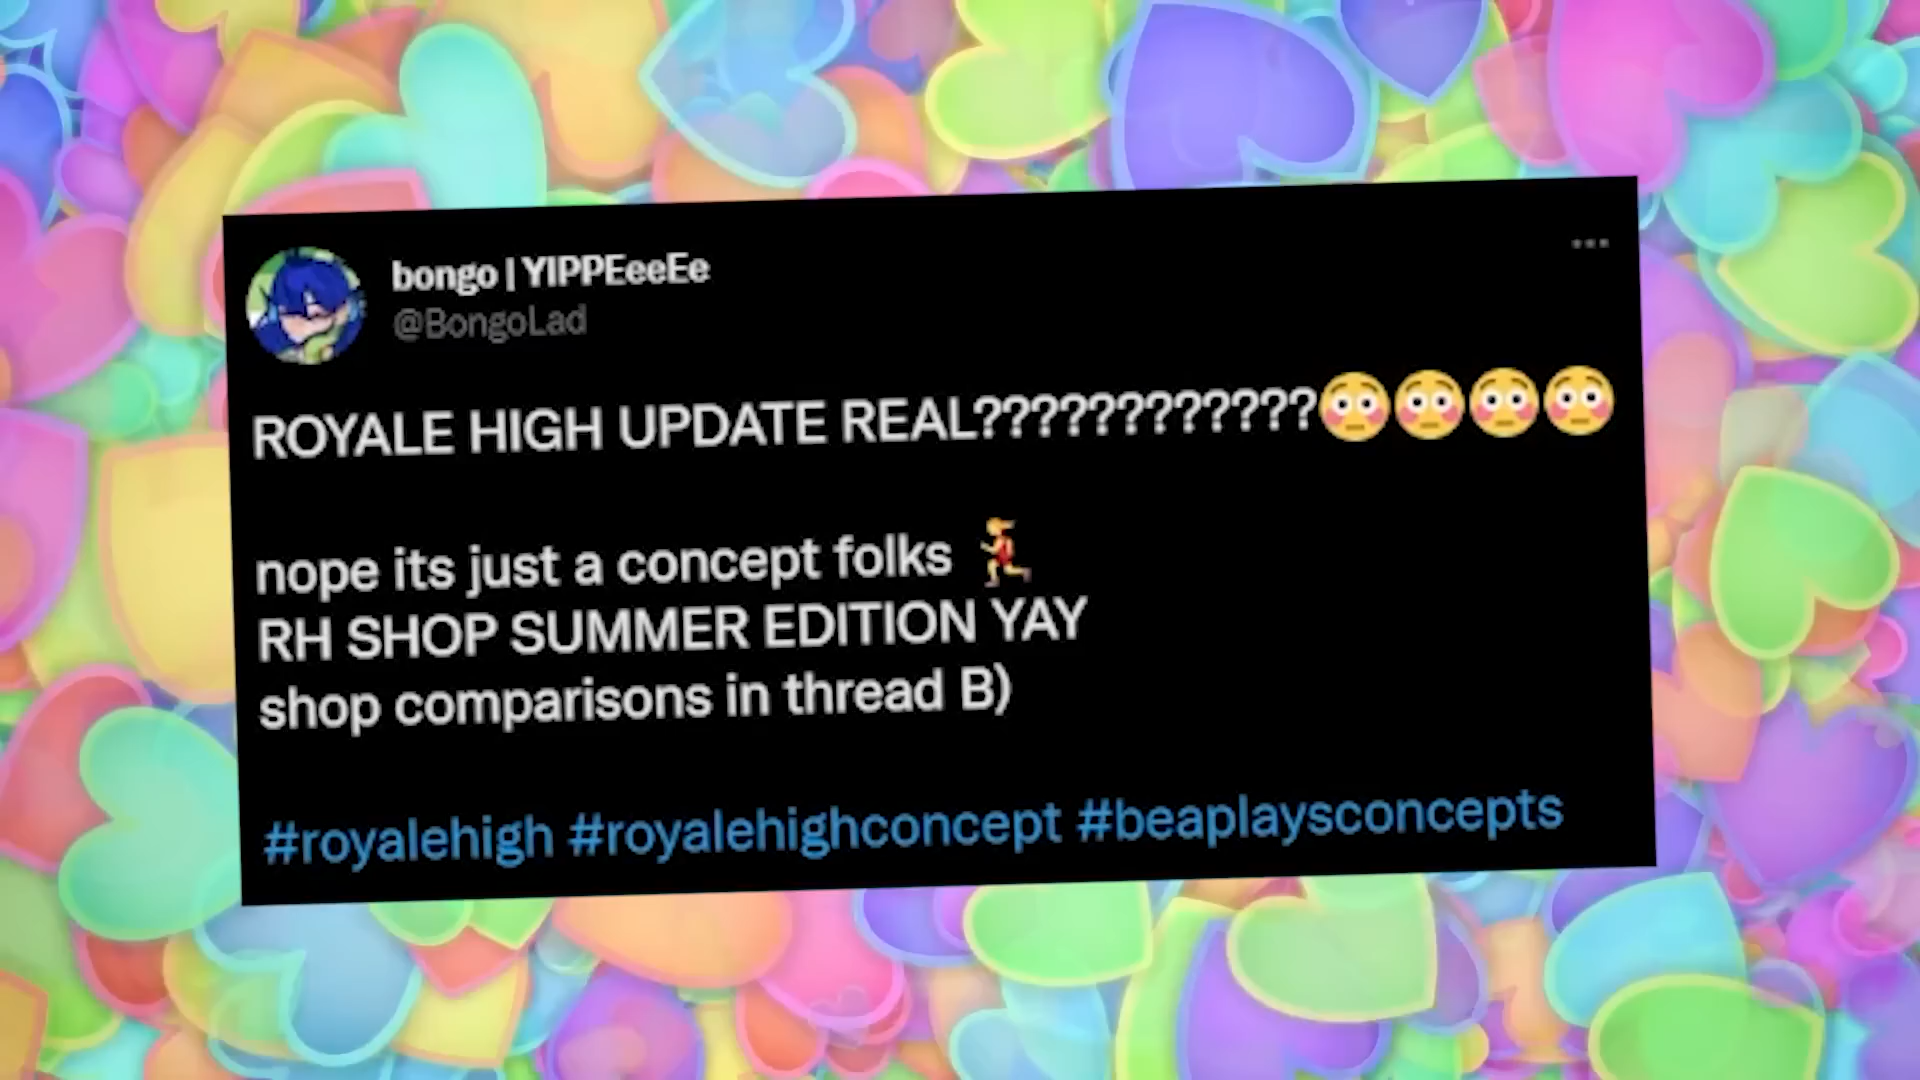 bongo | YIPPEeeEe
@BongoLad
ROYALE HIGH UPDATE REAL????????????😳😳😳😳
nope its just a concept folks 🏃‍♀️
RH SHOP SUMMER EDITION YAY
shop comparisons in thread B)
#royalehigh #royalehighconcept #beaplaysconcepts